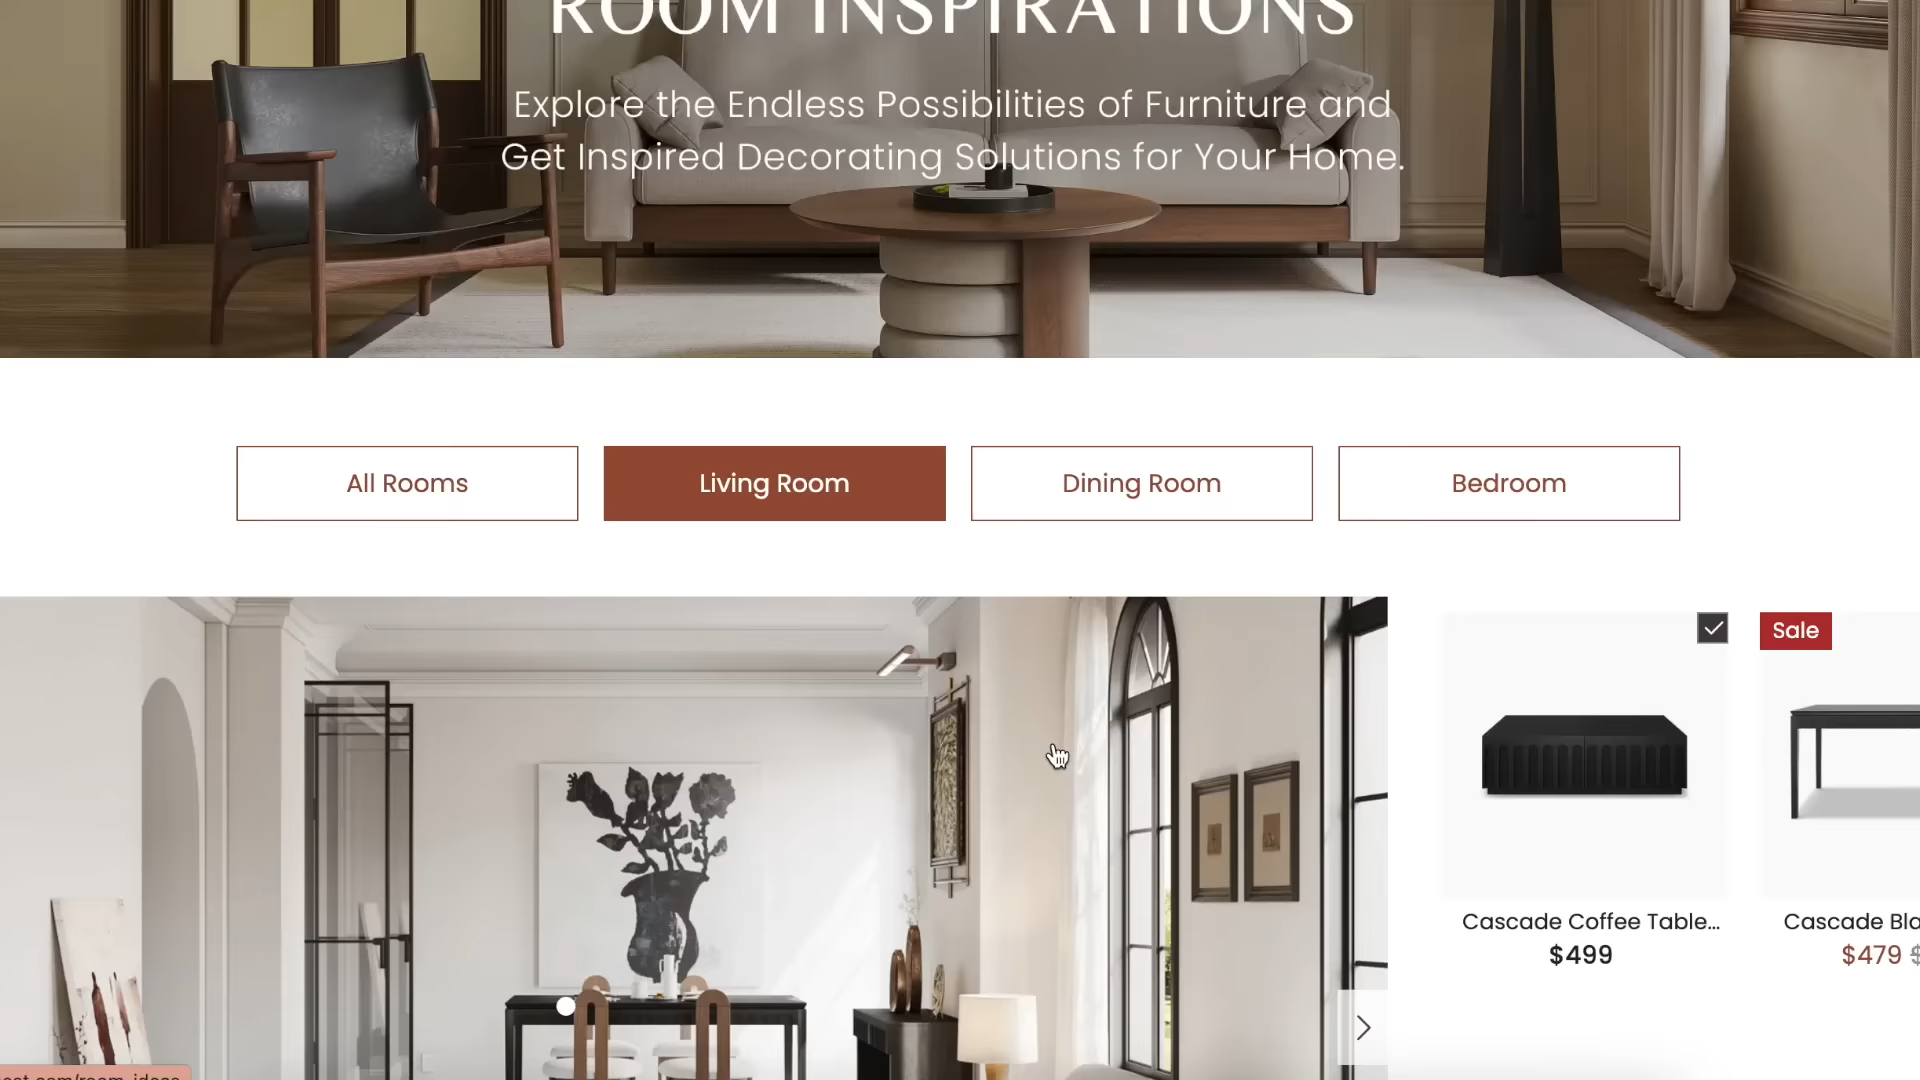 ROOM INSPIRATIONS
Explore the Endless Possibilities of Furniture and
Get Inspired Decorating Solutions for Your Home.
All Rooms
Living Room
Dining Room
Bedroom
Sale
Cascade Coffee Table...
$499
Cascade
$479